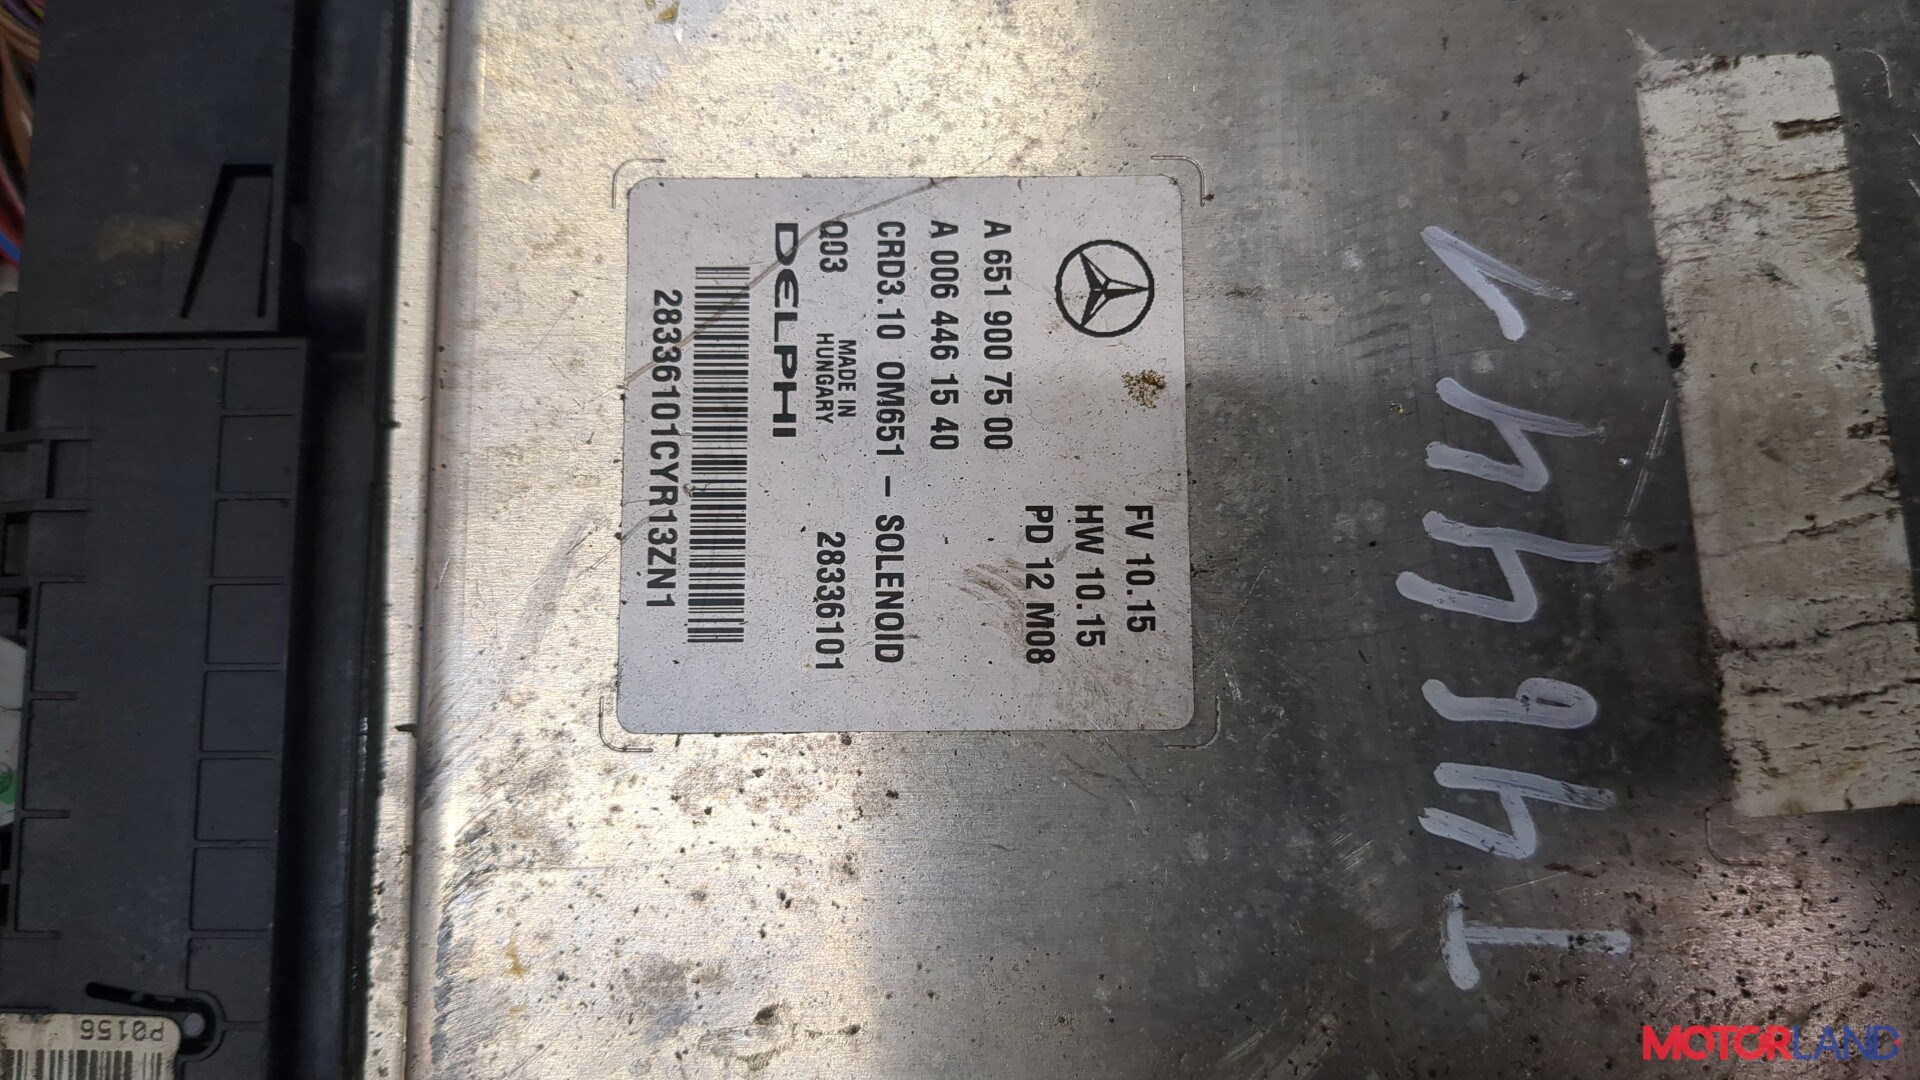 FV 10.15
HW 10.15
PD 12 M08
A 651 900 75 00
A 006 446 15 40
CRD3.10 OM651 – SOLENOID
Q03
MADE IN
HUNGARY
28336101
DELPHI
28336101CYR13ZN1
P0156
MOTORLAND